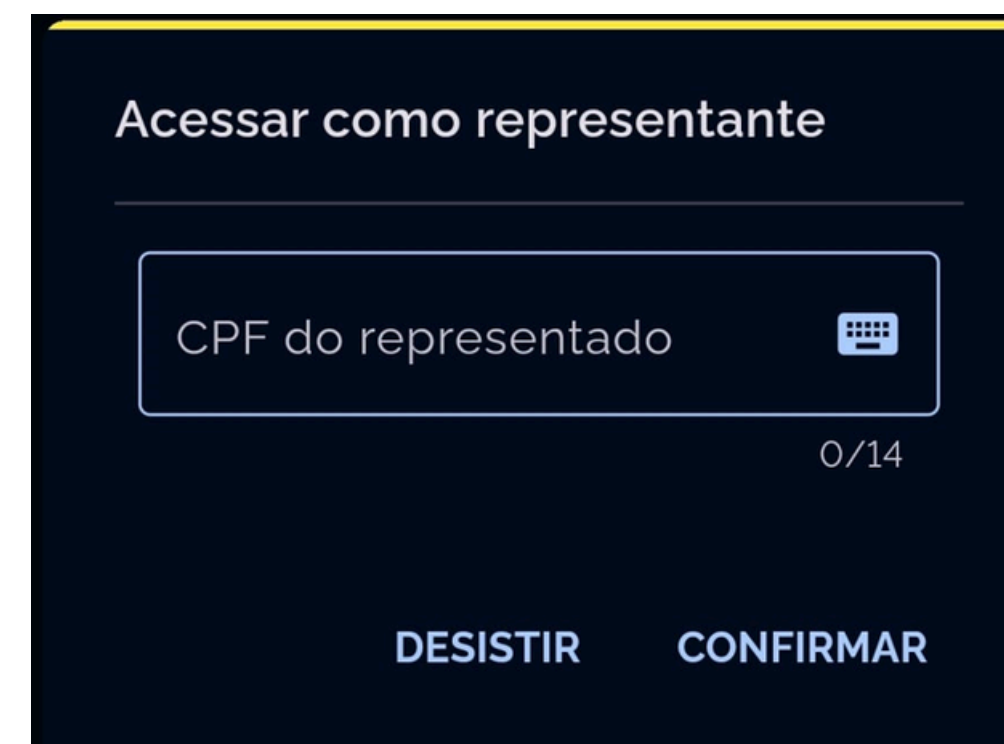 Acessar como representante
CPF do representado
0/14
DESISTIR CONFIRMAR